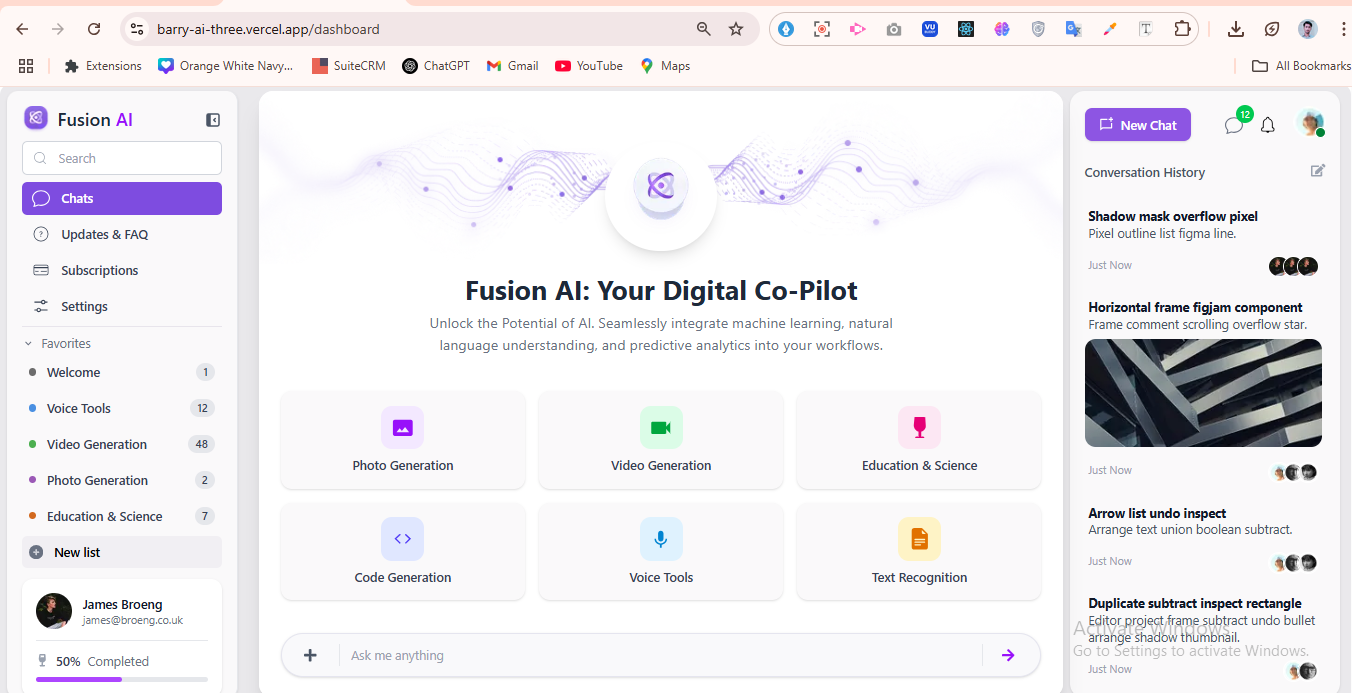 barry-ai-three.vercel.app/dashboard
Extensions
Orange White Navy...
SuiteCRM
ChatGPT
Gmail
YouTube
Maps
All Bookmarks
Fusion AI
Search
Chats
Updates & FAQ
Subscriptions
Settings
Favorites
Welcome 1
Voice Tools 12
Video Generation 48
Photo Generation 2
Education & Science 7
New list
James Broeng
james@broeng.co.uk
50% Completed
Fusion AI: Your Digital Co-Pilot
Unlock the Potential of AI. Seamlessly integrate machine learning, natural
language understanding, and predictive analytics into your workflows.
Photo Generation
Video Generation
Education & Science
Code Generation
Voice Tools
Text Recognition
Ask me anything
New Chat
12
Conversation History
Shadow mask overflow pixel
Pixel outline list figma line.
Just Now
Horizontal frame figjam component
Frame comment scrolling overflow star.
Just Now
Arrow list undo inspect
Arrange text union boolean subtract.
Just Now
Duplicate subtract inspect rectangle
Editor project frame subtract undo bullet
arrange shadow thumbnail.
Just Now
Activate Windows
Go to Settings to activate Windows.